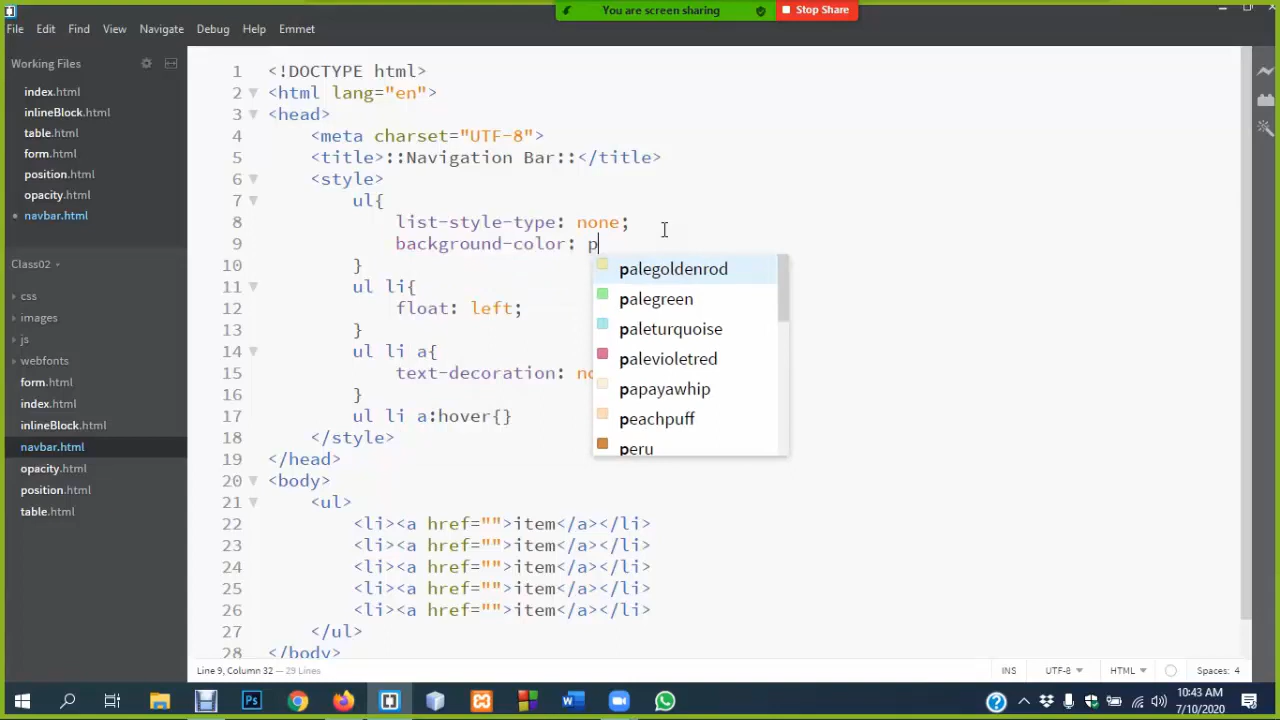 You are screen sharing
Stop Share
File Edit Find View Navigate Debug Help Emmet
Working Files
index.html
inlineBlock.html
table.html
form.html
position.html
opacity.html
navbar.html
Class02
css
images
js
webfonts
form.html
index.html
inlineBlock.html
navbar.html
opacity.html
position.html
table.html
1 <!DOCTYPE html>
2 <html lang="en">
3 <head>
4 <meta charset="UTF-8">
5 <title>::Navigation Bar::</title>
6 <style>
7 ul{
8 list-style-type: none;
9 background-color: p
10 }
11 ul li{
12 float: left;
13 }
14 ul li a{
15 text-decoration: no
16 }
17 ul li a:hover{}
18 </style>
19 </head>
20 <body>
21 <ul>
22 <li><a href="">item</a></li>
23 <li><a href="">item</a></li>
24 <li><a href="">item</a></li>
25 <li><a href="">item</a></li>
26 <li><a href="">item</a></li>
27 </ul>
28 </body>
palegoldenrod
palegreen
paleturquoise
palevioletred
papayawhip
peachpuff
peru
Line 9, Column 32 — 29 Lines
INS UTF-8 HTML Spaces: 4
10:43 AM
7/10/2020